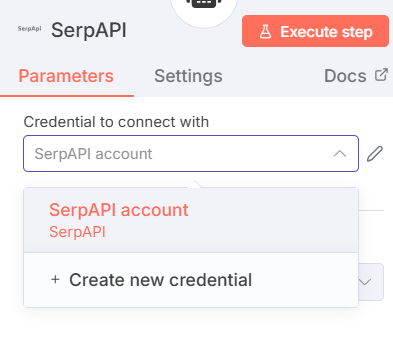 SerpApi SerpAPI
Execute step
Parameters Settings Docs
Credential to connect with
SerpAPI account
SerpAPI account
SerpAPI
+ Create new credential